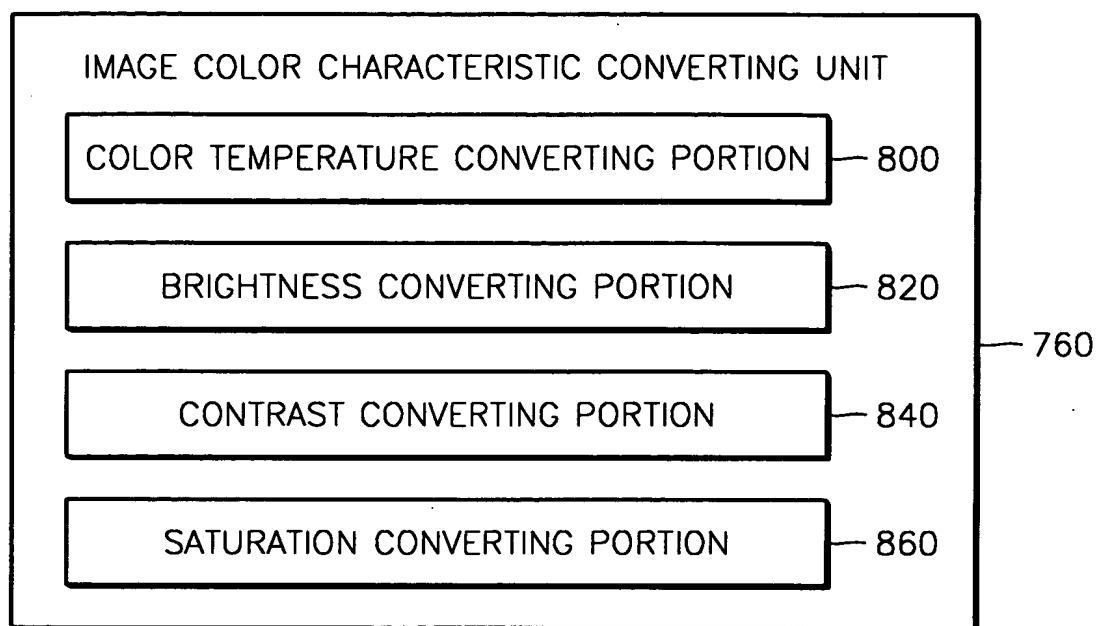 IMAGE COLOR CHARACTERISTIC CONVERTING UNIT
COLOR TEMPERATURE CONVERTING PORTION 800
BRIGHTNESS CONVERTING PORTION 820
760
CONTRAST CONVERTING PORTION 840
SATURATION CONVERTING PORTION 860